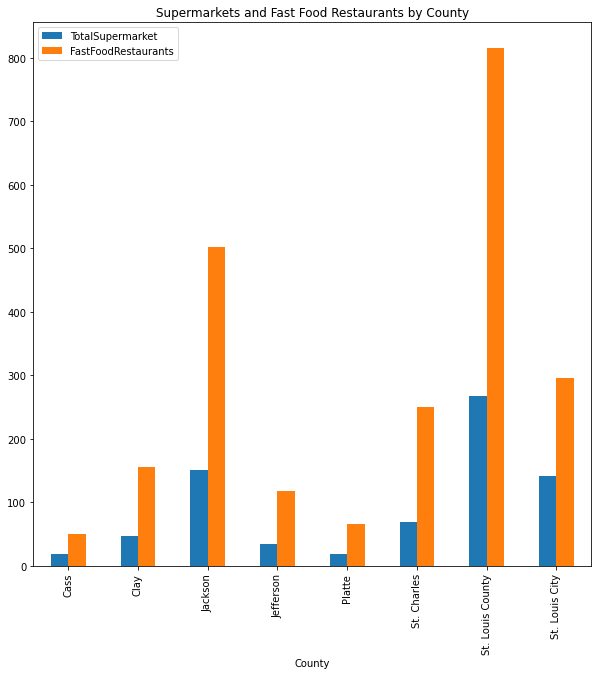 Supermarkets and Fast Food Restaurants by County
TotalSupermarket
FastFoodRestaurants
800
700
600
500
400
300
200
100
0
Cass
Clay
Jackson
Jefferson
Platte
St. Charles
St. Louis County
St. Louis City
County